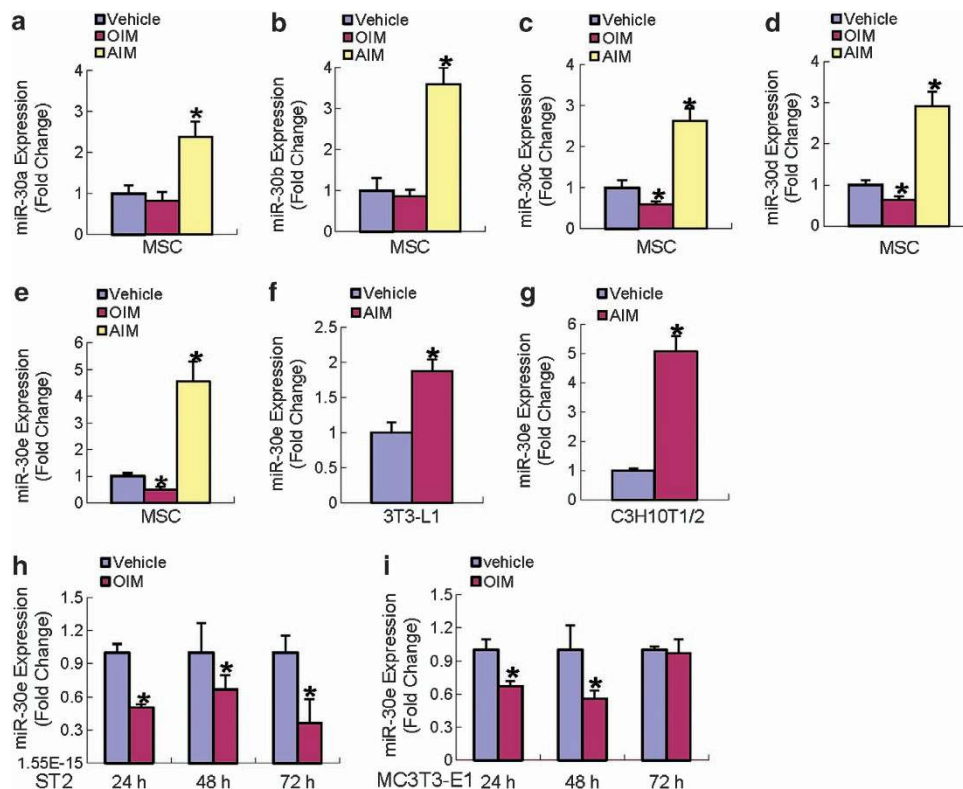 a
Vehicle
OIM
AIM
miR-30a Expression
(Fold Change)
4
3
2
1
0
*
MSC
b
Vehicle
OIM
AIM
miR-30b Expression
(Fold Change)
4
3
2
1
0
*
MSC
c
Vehicle
OIM
AIM
miR-30c Expression
(Fold Change)
4
3
2
1
0
*
*
MSC
d
Vehicle
OIM
AIM
miR-30d Expression
(Fold Change)
4
3
2
1
0
*
*
MSC
e
Vehicle
OIM
AIM
miR-30e Expression
(Fold Change)
6
5
4
3
2
1
0
*
*
MSC
f
Vehicle
AIM
miR-30e Expression
(Fold Change)
2.5
2
1.5
1
0.5
0
*
3T3-L1
g
Vehicle
AIM
miR-30e Expression
(Fold Change)
6
5
4
3
2
1
0
*
C3H10T1/2
h
Vehicle
OIM
miR-30e Expression
(Fold Change)
1.5
1.2
0.9
0.6
0.3
1.55E-15
*
*
*
ST2 24 h 48 h 72 h
i
vehicle
OIM
miR-30e Expression
(Fold Change)
1.5
1.2
0.9
0.6
0.3
0
*
*
MC3T3-E1 24 h 48 h 72 h